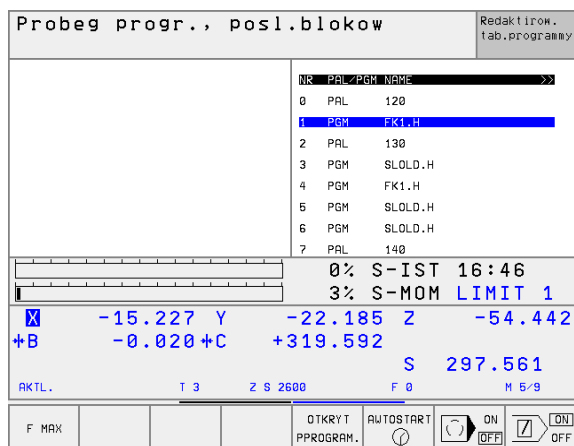 Probeg progr., posl.blokow
Redaktirow.
tab.programmy
NR PAL/PGM NAME >>
0 PAL 120
1 PGM FK1.H
2 PAL 130
3 PGM SLOLD.H
4 PGM FK1.H
5 PGM SLOLD.H
6 PGM SLOLD.H
7 PAL 140
0% S-IST 16:46
3% S-MOM LIMIT 1
X -15.227 Y -22.185 Z -54.442
B -0.020 C +319.592
S 297.561
AKTL. T 3 Z S 2600 F 0 M 5/9
F MAX
OTKRYT
PPROGRAM.
AUTOSTART
ON
OFF
ON
OFF